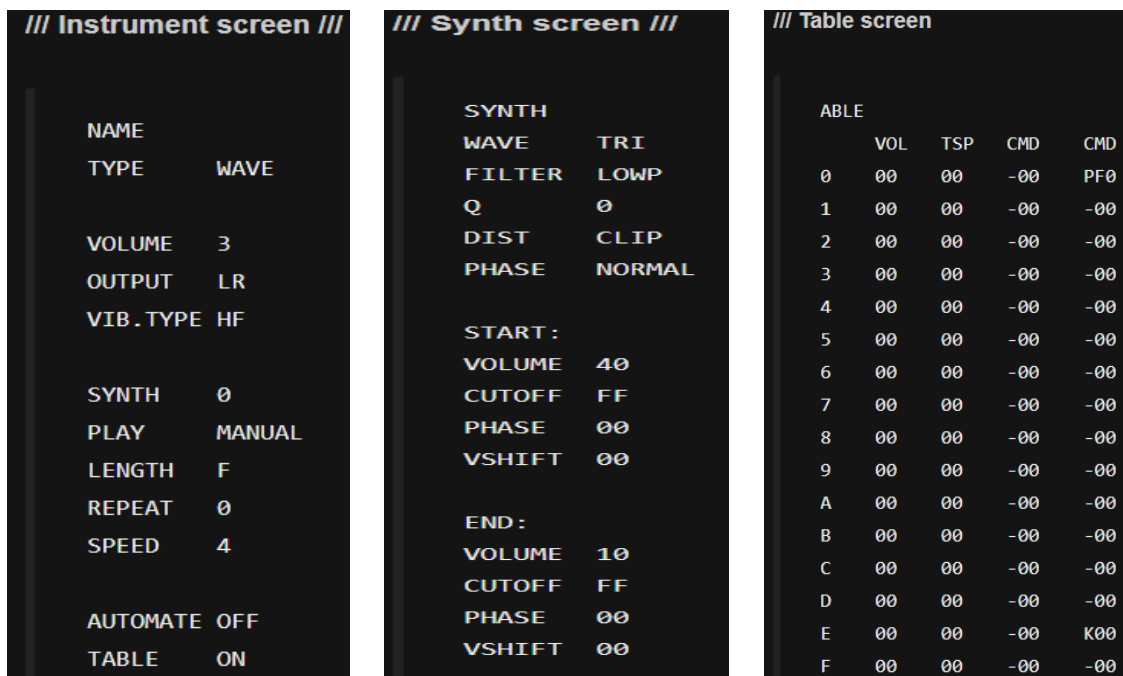 /// Instrument screen ///
NAME
TYPE WAVE
VOLUME 3
OUTPUT LR
VIB.TYPE HF
SYNTH 0
PLAY MANUAL
LENGTH F
REPEAT 0
SPEED 4
AUTOMATE OFF
TABLE ON
/// Synth screen ///
SYNTH
WAVE TRI
FILTER LOWP
Q 0
DIST CLIP
PHASE NORMAL
START:
VOLUME 40
CUTOFF FF
PHASE 00
VSHIFT 00
END:
VOLUME 10
CUTOFF FF
PHASE 00
VSHIFT 00
/// Table screen
ABLE
VOL TSP CMD CMD
0 00 00 -00 PF0
1 00 00 -00 -00
2 00 00 -00 -00
3 00 00 -00 -00
4 00 00 -00 -00
5 00 00 -00 -00
6 00 00 -00 -00
7 00 00 -00 -00
8 00 00 -00 -00
9 00 00 -00 -00
A 00 00 -00 -00
B 00 00 -00 -00
C 00 00 -00 -00
D 00 00 -00 -00
E 00 00 -00 K00
F 00 00 -00 -00